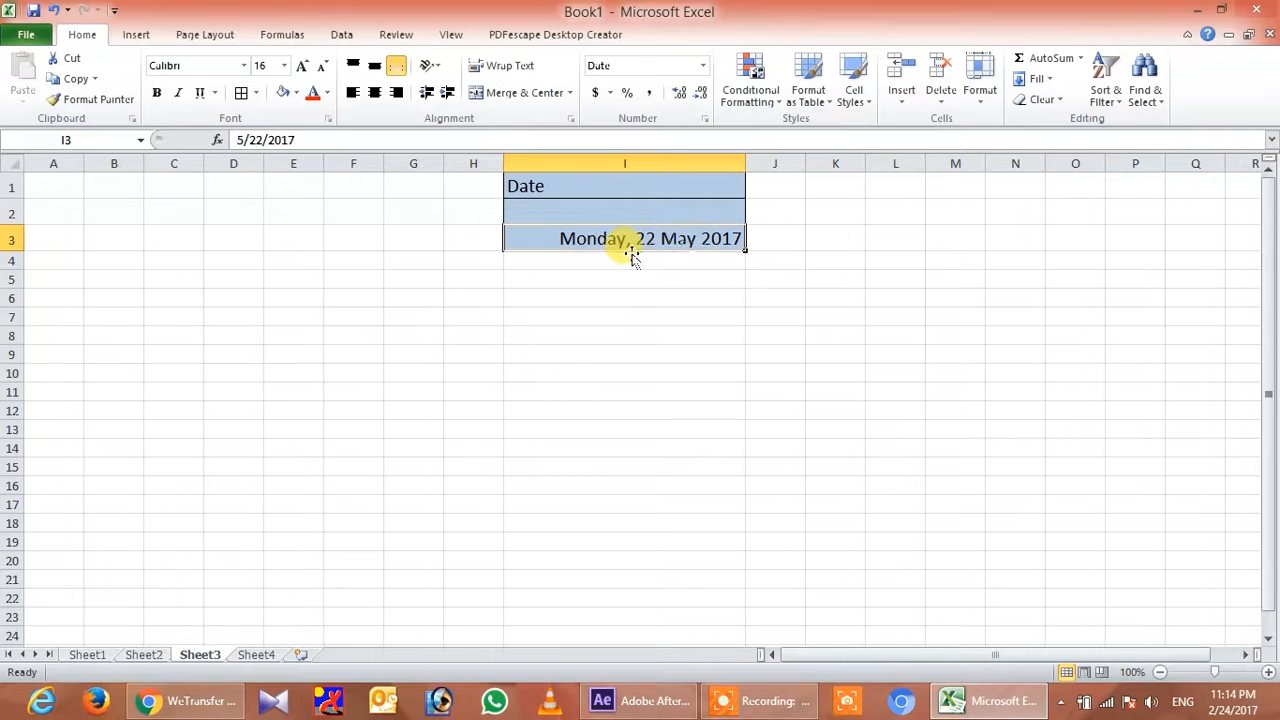 Book1 - Microsoft Excel
File Home Insert Page Layout Formulas Data Review View PDFescape Desktop Creator
Paste Cut Copy Format Painter Clipboard
Calibri 16 B I U A Font
Wrap Text Merge & Center Alignment
Date $ % , Number
Conditional Formatting Format as Table Cell Styles Styles
Insert Delete Format Cells
AutoSum Fill Clear Sort & Filter Find & Select Editing
I3 fx 5/22/2017
A B C D E F G H I J K L M N O P Q R
1 Date
2
3 Monday, 22 May 2017
4
5
6
7
8
9
10
11
12
13
14
15
16
17
18
19
20
21
22
23
24
Sheet1 Sheet2 Sheet3 Sheet4
Ready 100%
WeTransfer ... Ae Adobe After... Recording: ... Microsoft E... ENG 11:14 PM
2/24/2017